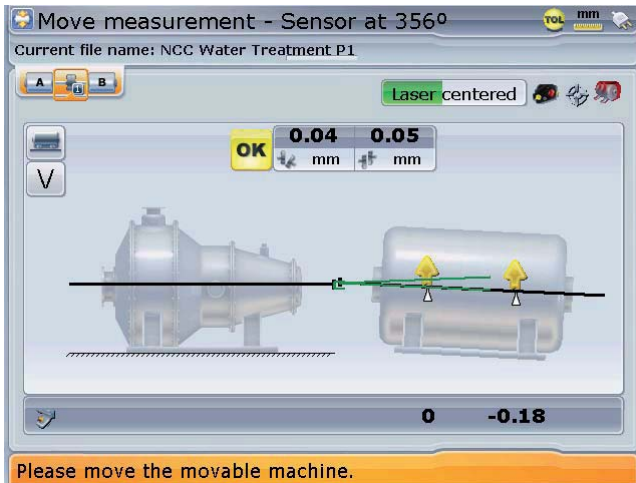 Move measurement - Sensor at 356º
TOL mm
Current file name: NCC Water Treatment P1
A B
Laser centered
OK 0.04 0.05
mm mm
V
0 -0.18
Please move the movable machine.